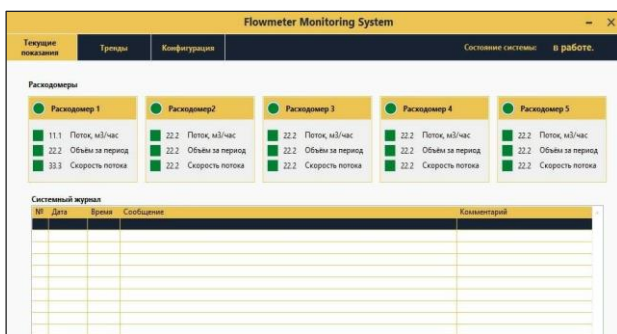 Flowmeter Monitoring System
Текущие показания
Тренды
Конфигурация
Состояние системы: в работе.
Расходомеры
Расходомер 1
11.1 Поток, м3/час
22.2 Объём за период
33.3 Скорость потока
Расходомер2
22.2 Поток, м3/час
22.2 Объём за период
22.2 Скорость потока
Расходомер 3
22.2 Поток, м3/час
22.2 Объём за период
22.2 Скорость потока
Расходомер 4
22.2 Поток, м3/час
22.2 Объём за период
22.2 Скорость потока
Расходомер 5
22.2 Поток, м3/час
22.2 Объём за период
22.2 Скорость потока
Системный журнал
№ Дата Время Сообщение Комментарий